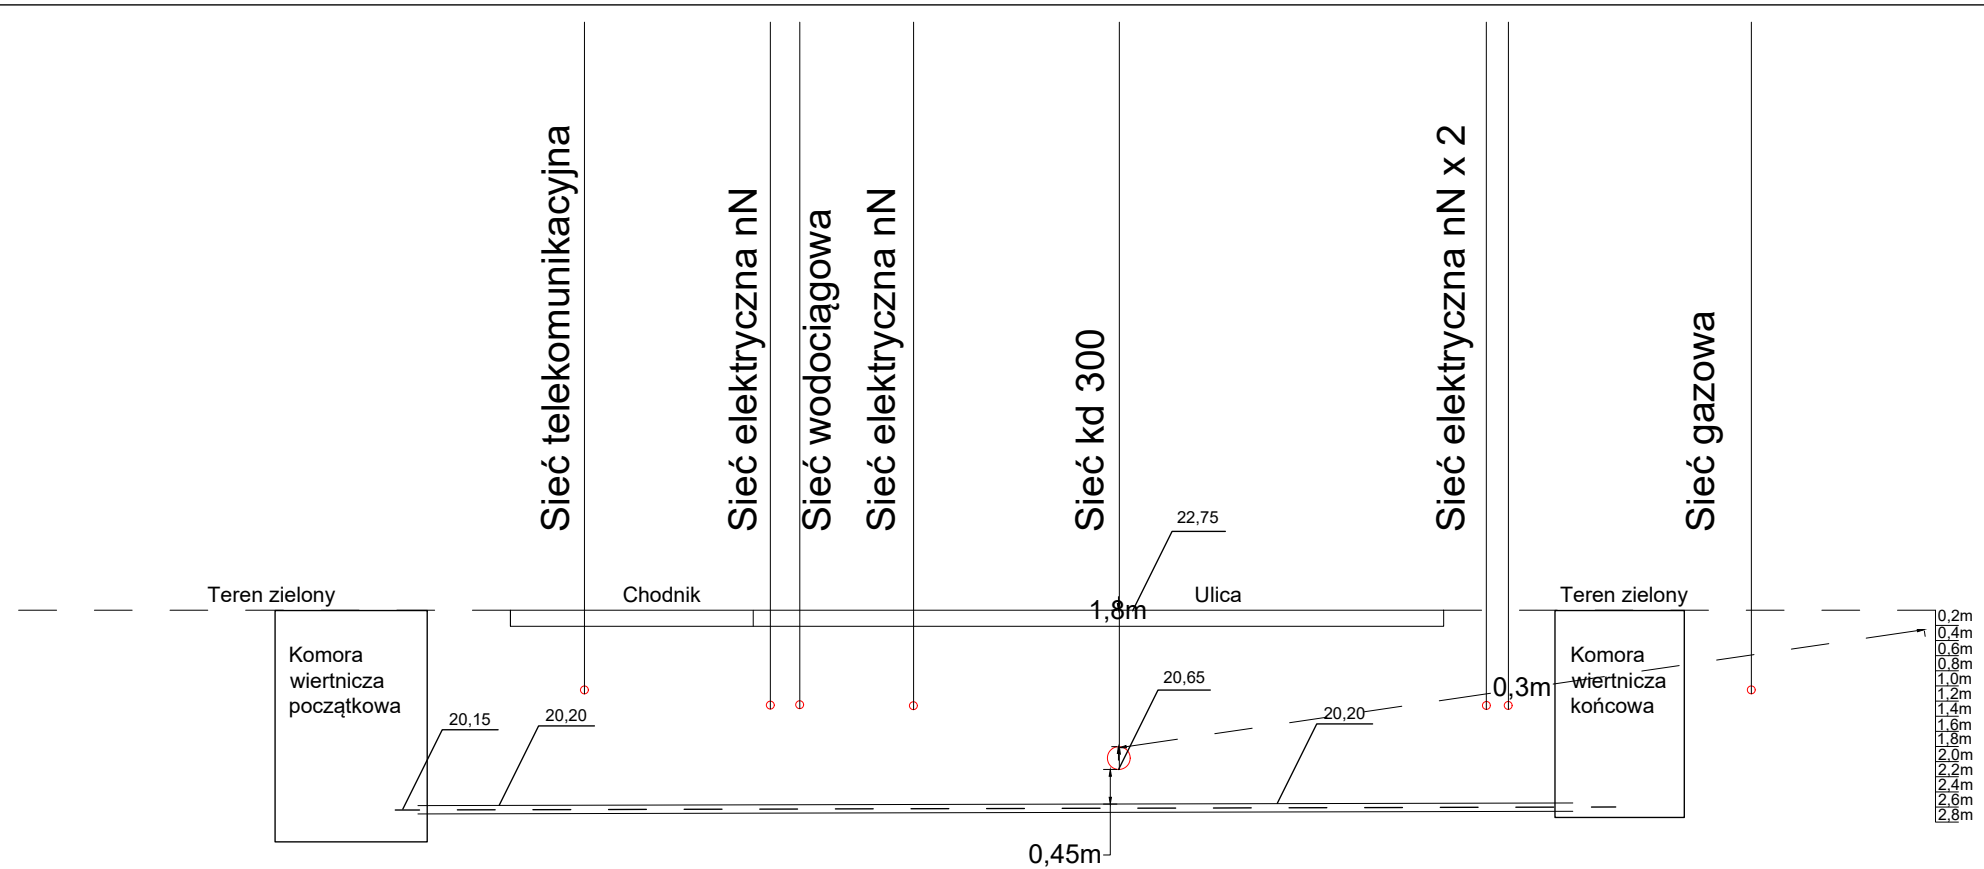 Sieć telekomunikacyjna
Sieć elektryczna nN
Sieć wodociągowa
Sieć elektryczna nN
Sieć kd 300
Sieć elektryczna nN x 2
Sieć gazowa
22,75
Teren zielony
Chodnik
1,8m
Ulica
Teren zielony
0,2m
0,4m
0,6m
0,8m
1,0m
1,2m
1,4m
1,6m
1,8m
2,0m
2,2m
2,4m
2,6m
2,8m
Komora
wiertnicza
początkowa
20,15
20,20
20,65
0,3m
20,20
Komora
wiertnicza
końcowa
0,45m